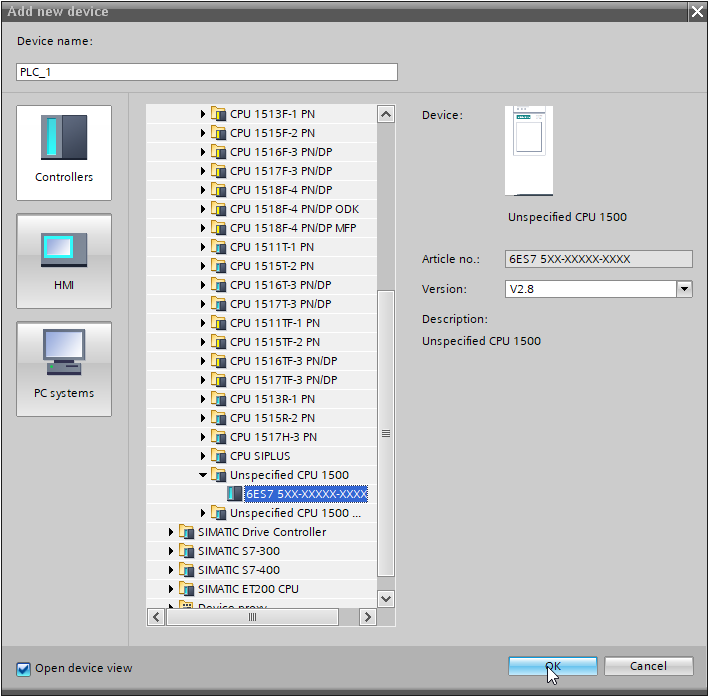 Add new device
Device name:
PLC_1
Controllers
HMI
PC systems
CPU 1513F-1 PN
CPU 1515F-2 PN
CPU 1516F-3 PN/DP
CPU 1517F-3 PN/DP
CPU 1518F-4 PN/DP
CPU 1518F-4 PN/DP ODK
CPU 1518F-4 PN/DP MFP
CPU 1511T-1 PN
CPU 1515T-2 PN
CPU 1516T-3 PN/DP
CPU 1517T-3 PN/DP
CPU 1511TF-1 PN
CPU 1515TF-2 PN
CPU 1516TF-3 PN/DP
CPU 1517TF-3 PN/DP
CPU 1513R-1 PN
CPU 1515R-2 PN
CPU 1517H-3 PN
CPU SIPLUS
Unspecified CPU 1500
6ES7 5XX-XXXXX-XXXX
Unspecified CPU 1500 ...
SIMATIC Drive Controller
SIMATIC S7-300
SIMATIC S7-400
SIMATIC ET200 CPU
Device proxy
Device:
SIEMENS
Unspecified CPU 1500
Article no.:
6ES7 5XX-XXXXX-XXXX
Version:
V2.8
Description:
Unspecified CPU 1500
Open device view
OK
Cancel